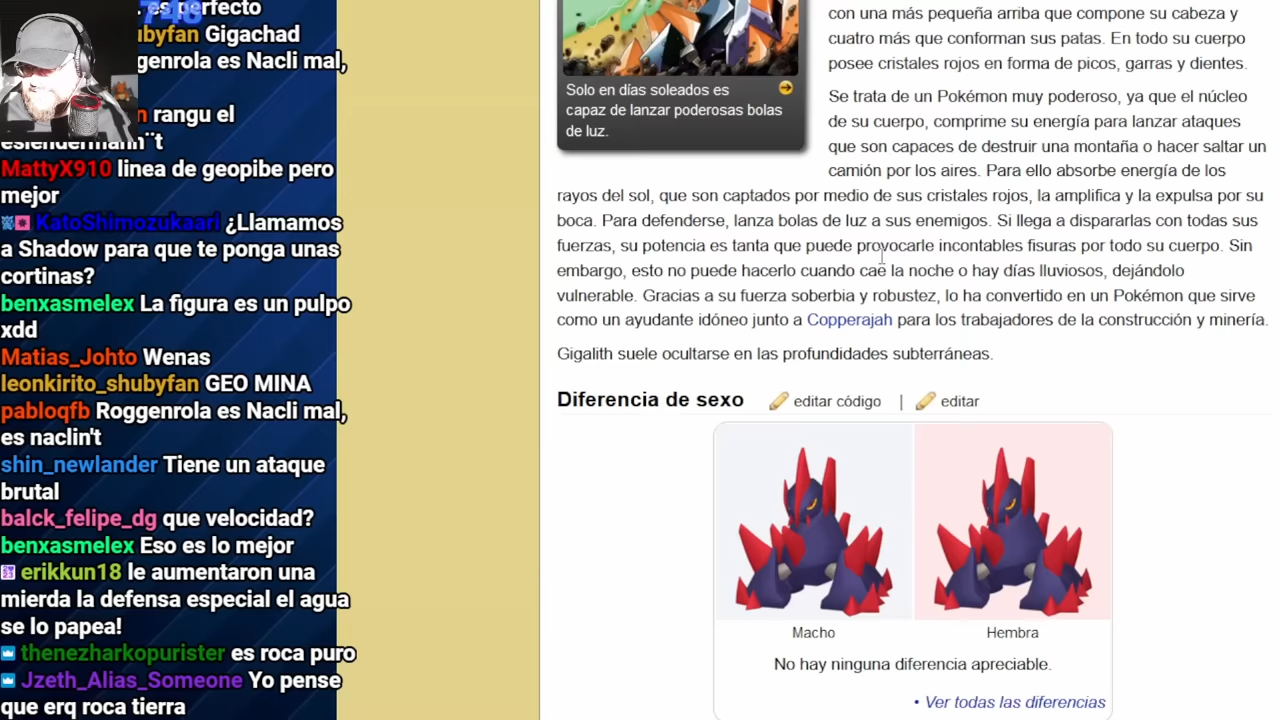 748
es perfecto
ubyfan Gigachad
genrola es Nacli mal,
n rangu el
eslendermann¨t
MattyX910 linea de geopibe pero
mejor
KatoShimozukaari ¿Llamamos
a Shadow para que te ponga unas
cortinas?
benxasmelex La figura es un pulpo
xdd
Matias_Johto Wenas
leonkirito_shubyfan GEO MINA
pabloqfb Roggenrola es Nacli mal,
es naclin't
shin_newlander Tiene un ataque
brutal
balck_felipe_dg que velocidad?
benxasmelex Eso es lo mejor
erikkun18 le aumentaron una
mierda la defensa especial el agua
se lo papea!
thenezharkopurister es roca puro
Jzeth_Alias_Someone Yo pense
que erq roca tierra
Solo en días soleados es
capaz de lanzar poderosas bolas
de luz.
con una más pequeña arriba que compone su cabeza y
cuatro más que conforman sus patas. En todo su cuerpo
posee cristales rojos en forma de picos, garras y dientes.
Se trata de un Pokémon muy poderoso, ya que el núcleo
de su cuerpo, comprime su energía para lanzar ataques
que son capaces de destruir una montaña o hacer saltar un
camión por los aires. Para ello absorbe energía de los
rayos del sol, que son captados por medio de sus cristales rojos, la amplifica y la expulsa por su
boca. Para defenderse, lanza bolas de luz a sus enemigos. Si llega a dispararlas con todas sus
fuerzas, su potencia es tanta que puede provocarle incontables fisuras por todo su cuerpo. Sin
embargo, esto no puede hacerlo cuando cae la noche o hay días lluviosos, dejándolo
vulnerable. Gracias a su fuerza soberbia y robustez, lo ha convertido en un Pokémon que sirve
como un ayudante idóneo junto a Copperajah para los trabajadores de la construcción y minería.
Gigalith suele ocultarse en las profundidades subterráneas.
Diferencia de sexo editar código | editar
Macho Hembra
No hay ninguna diferencia apreciable.
• Ver todas las diferencias